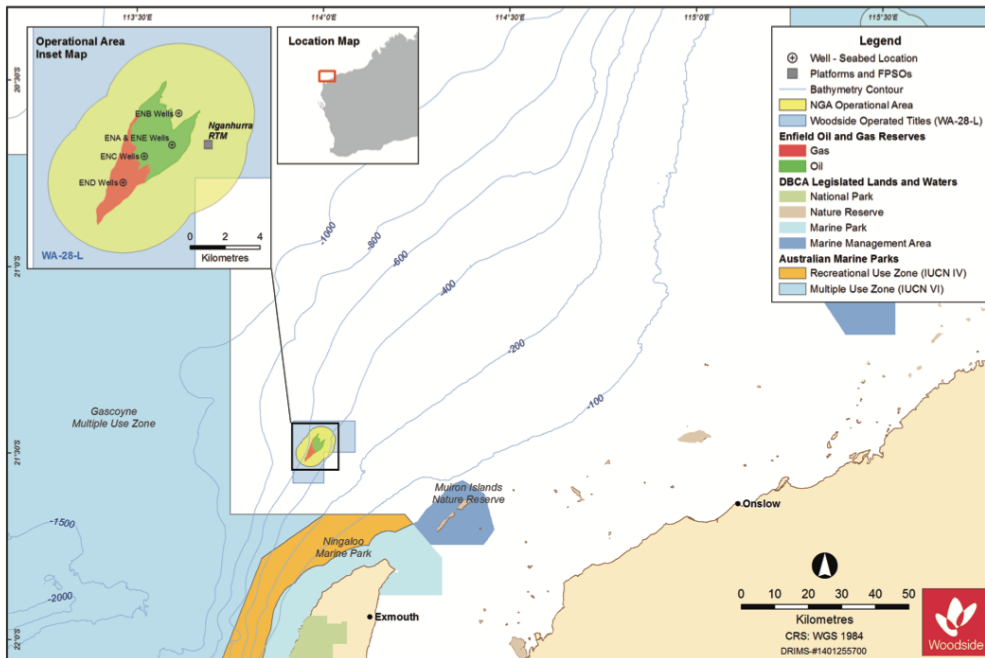 113°30'E
114°0'E
114°30'E
115°0'E
115°30'E
20°30'S
21°0'S
21°30'S
22°0'S
Operational Area
Inset Map
ENB Wells
Nganhurra
RTM
ENA & ENE Wells
ENC Wells
END Wells
0 2 4
Kilometres
WA-28-L
Location Map
Legend
Well - Seabed Location
Platforms and FPSOs
Bathymetry Contour
NGA Operational Area
Woodside Operated Titles (WA-28-L)
Enfield Oil and Gas Reserves
Gas
Oil
DBCA Legislated Lands and Waters
National Park
Nature Reserve
Marine Park
Marine Management Area
Australian Marine Parks
Recreational Use Zone (IUCN IV)
Multiple Use Zone (IUCN VI)
-1000
-800
-600
-400
-200
-100
Gascoyne
Multiple Use Zone
Muiron Islands
Nature Reserve
Onslow
-1500
Ningaloo
Marine Park
-2000
Exmouth
0 10 20 30 40 50
Kilometres
CRS: WGS 1984
DRIMS-#1401255700
Woodside